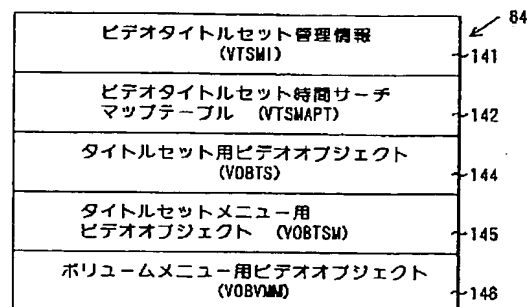 84
ビデオタイトルセット管理情報
(VTSMI)
141
ビデオタイトルセット時間サーチ
マップテーブル (VTSMAPT)
142
タイトルセット用ビデオオブジェクト
(VOBTS)
144
タイトルセットメニュー用
ビデオオブジェクト (VOBTSM)
145
ボリュームメニュー用ビデオオブジェクト
(VOBVMM)
146